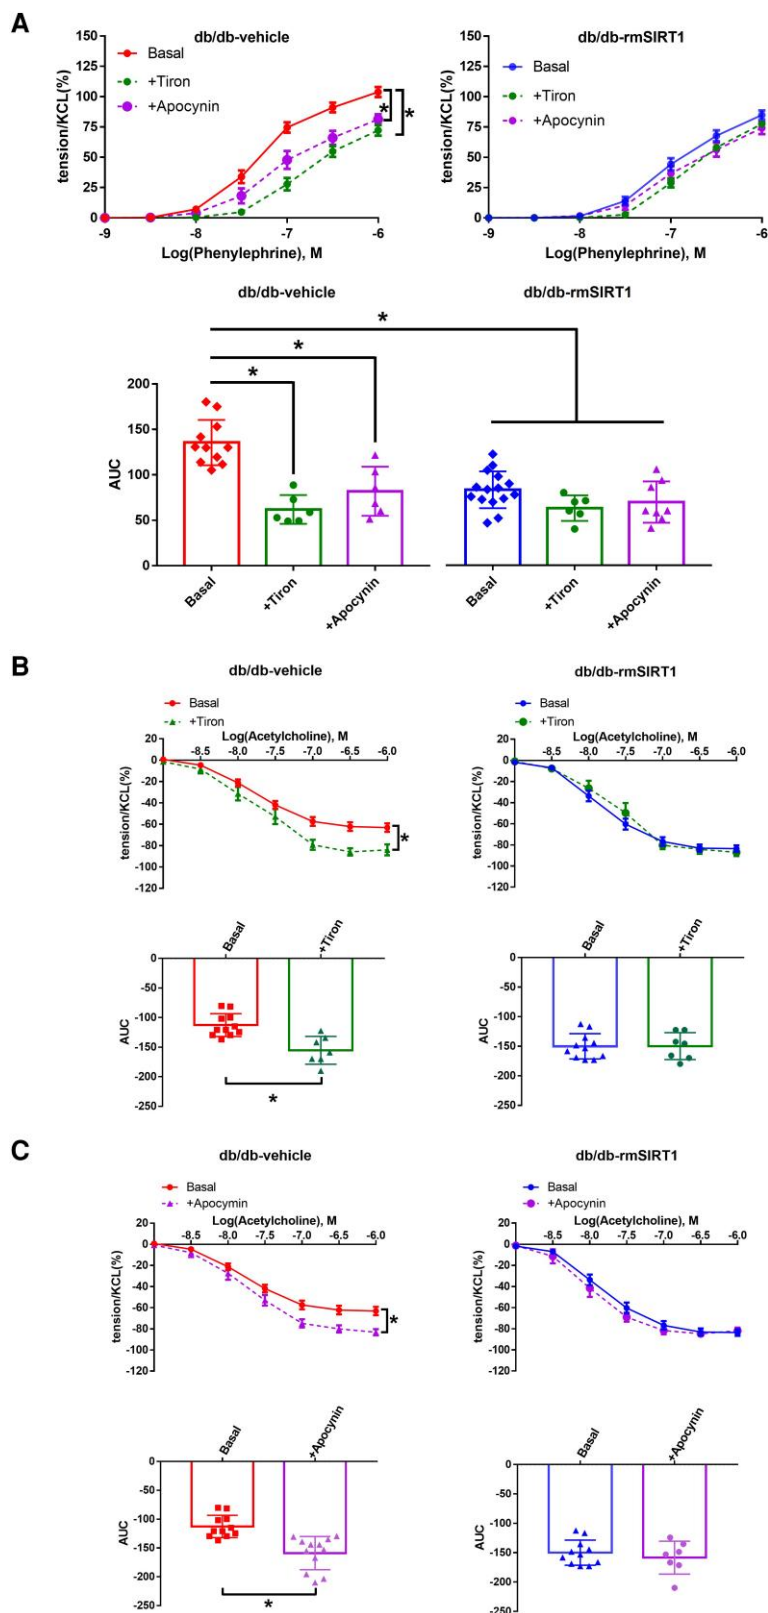 A
db/db-vehicle
db/db-rmSIRT1
tension/KCL(%)
150
125
100
75
50
25
0
Basal
+Tiron
+Apocynin
*
*
-9
-8
-7
-6
Log(Phenylephrine), M
tension/KCL(%)
150
125
100
75
50
25
0
Basal
+Tiron
+Apocynin
-9
-8
-7
-6
Log(Phenylephrine), M
db/db-vehicle
db/db-rmSIRT1
*
*
*
AUC
200
150
100
50
0
Basal
+Tiron
+Apocynin
Basal
+Tiron
+Apocynin
B
db/db-vehicle
db/db-rmSIRT1
Basal
+Tiron
Log(Acetylcholine), M
-8.5
-8.0
-7.5
-7.0
-6.5
-6.0
tension/KCL(%)
20
0
-20
-40
-60
-80
-100
-120
*
Basal
+Tiron
Log(Acetylcholine), M
-8.5
-8.0
-7.5
-7.0
-6.5
-6.0
tension/KCL(%)
20
0
-20
-40
-60
-80
-100
-120
Basal
+Tiron
AUC
0
-50
-100
-150
-200
-250
*
Basal
+Tiron
AUC
0
-50
-100
-150
-200
-250
C
db/db-vehicle
db/db-rmSIRT1
Basal
+Apocymin
Log(Acetylcholine), M
-8.5
-8.0
-7.5
-7.0
-6.5
-6.0
tension/KCL(%)
20
0
-20
-40
-60
-80
-100
-120
*
Basal
+Apocynin
Log(Acetylcholine), M
-8.5
-8.0
-7.5
-7.0
-6.5
-6.0
tension/KCL(%)
20
0
-20
-40
-60
-80
-100
-120
Basal
+Apocynin
AUC
0
-50
-100
-150
-200
-250
*
Basal
+Apocynin
AUC
0
-50
-100
-150
-200
-250